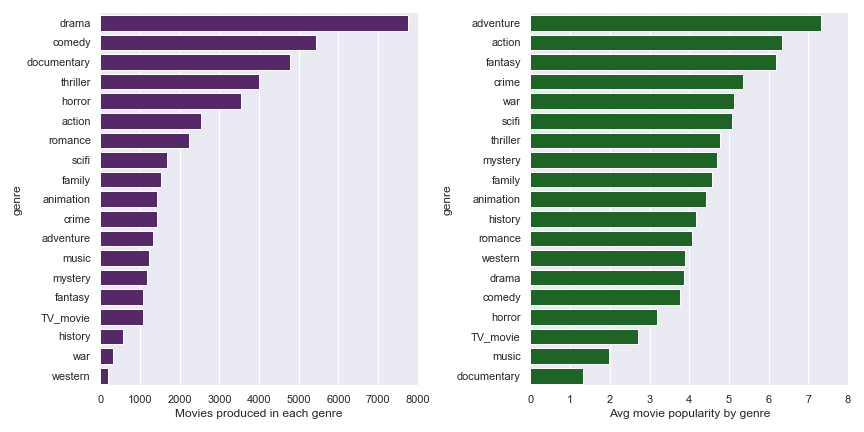 genre
drama
comedy
documentary
thriller
horror
action
romance
scifi
family
animation
crime
adventure
music
mystery
fantasy
TV_movie
history
war
western
0 1000 2000 3000 4000 5000 6000 7000 8000
Movies produced in each genre
genre
adventure
action
fantasy
crime
war
scifi
thriller
mystery
family
animation
history
romance
western
drama
comedy
horror
TV_movie
music
documentary
0 1 2 3 4 5 6 7 8
Avg movie popularity by genre